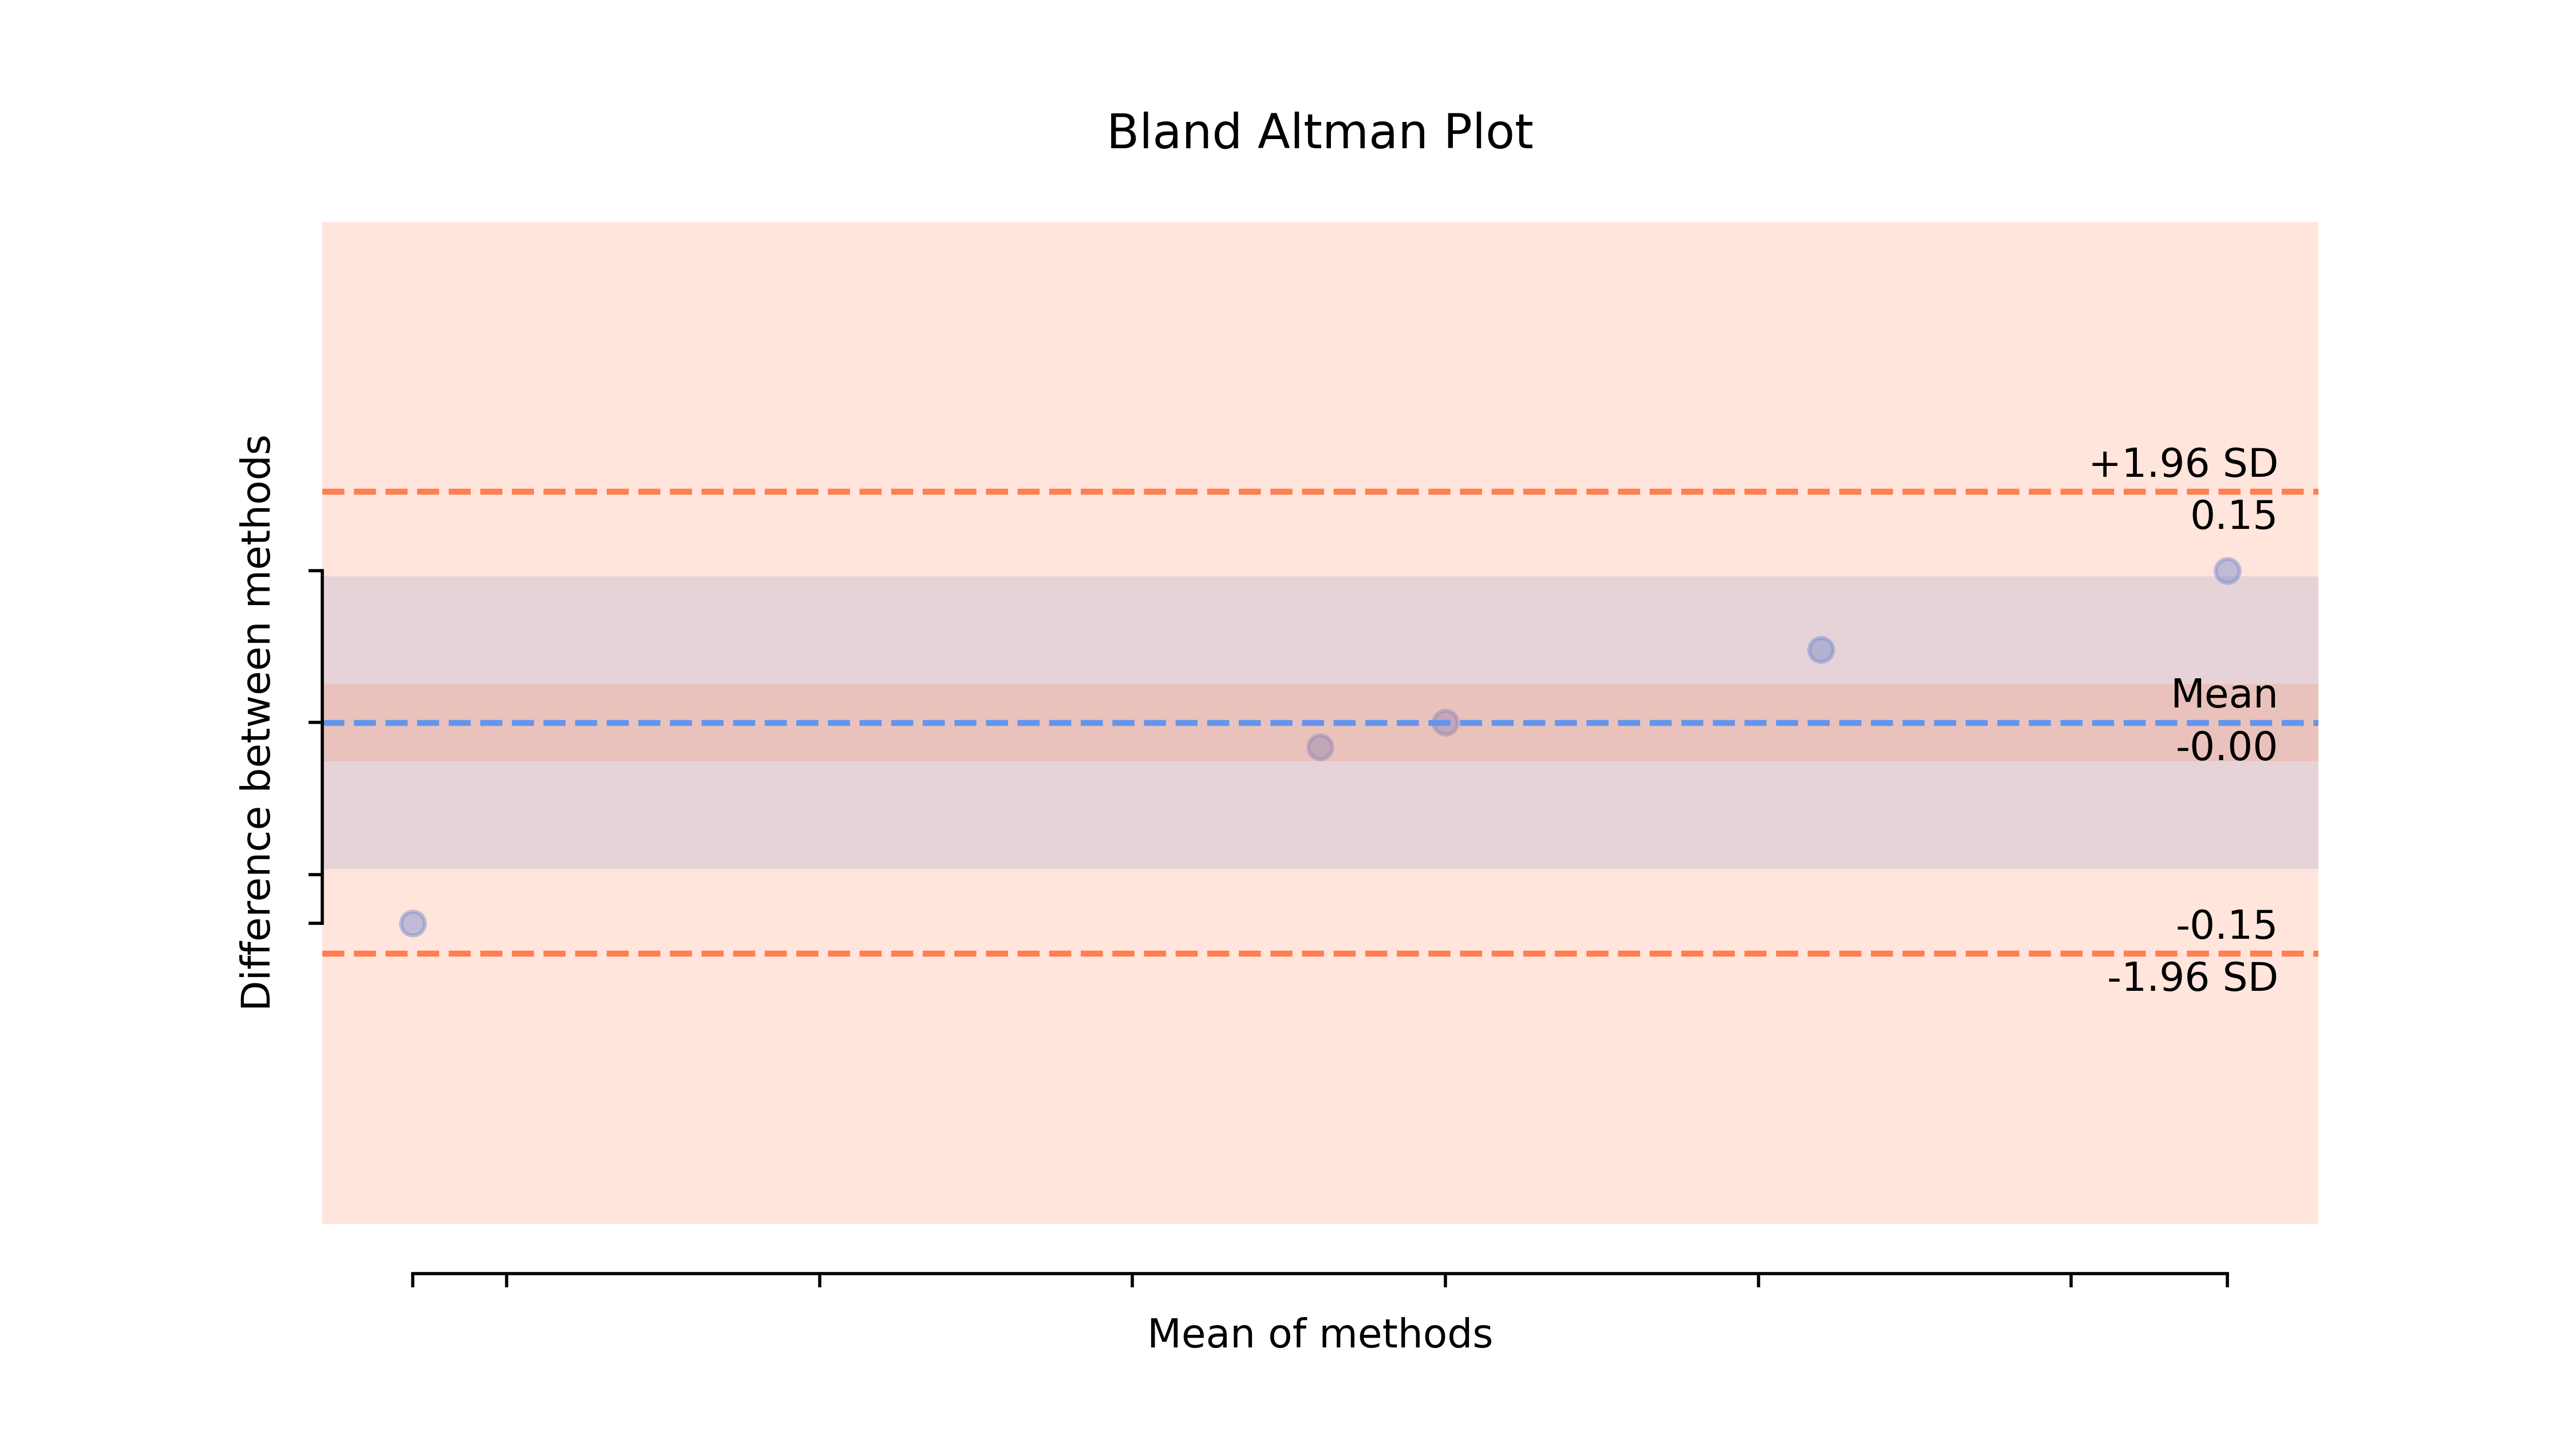 Bland Altman Plot
Difference between methods
+1.96 SD
0.15
Mean
-0.00
-0.15
-1.96 SD
Mean of methods